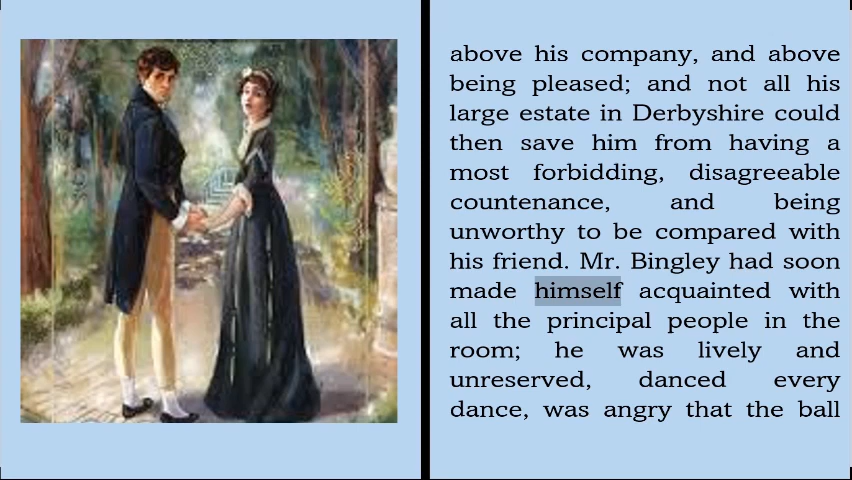 above his company, and above
being pleased; and not all his
large estate in Derbyshire could
then save him from having a
most forbidding, disagreeable
countenance, and being
unworthy to be compared with
his friend. Mr. Bingley had soon
made himself acquainted with
all the principal people in the
room; he was lively and
unreserved, danced every
dance, was angry that the ball